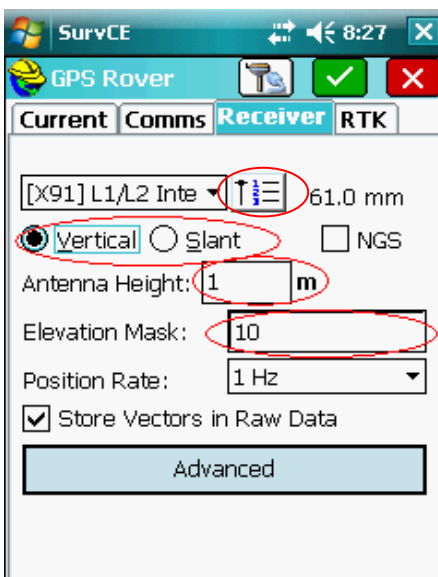 SurvCE 8:27
GPS Rover
Current Comms Receiver RTK
[X91] L1/L2 Inte 61.0 mm
Vertical Slant NGS
Antenna Height: 1 m
Elevation Mask: 10
Position Rate: 1 Hz
Store Vectors in Raw Data
Advanced